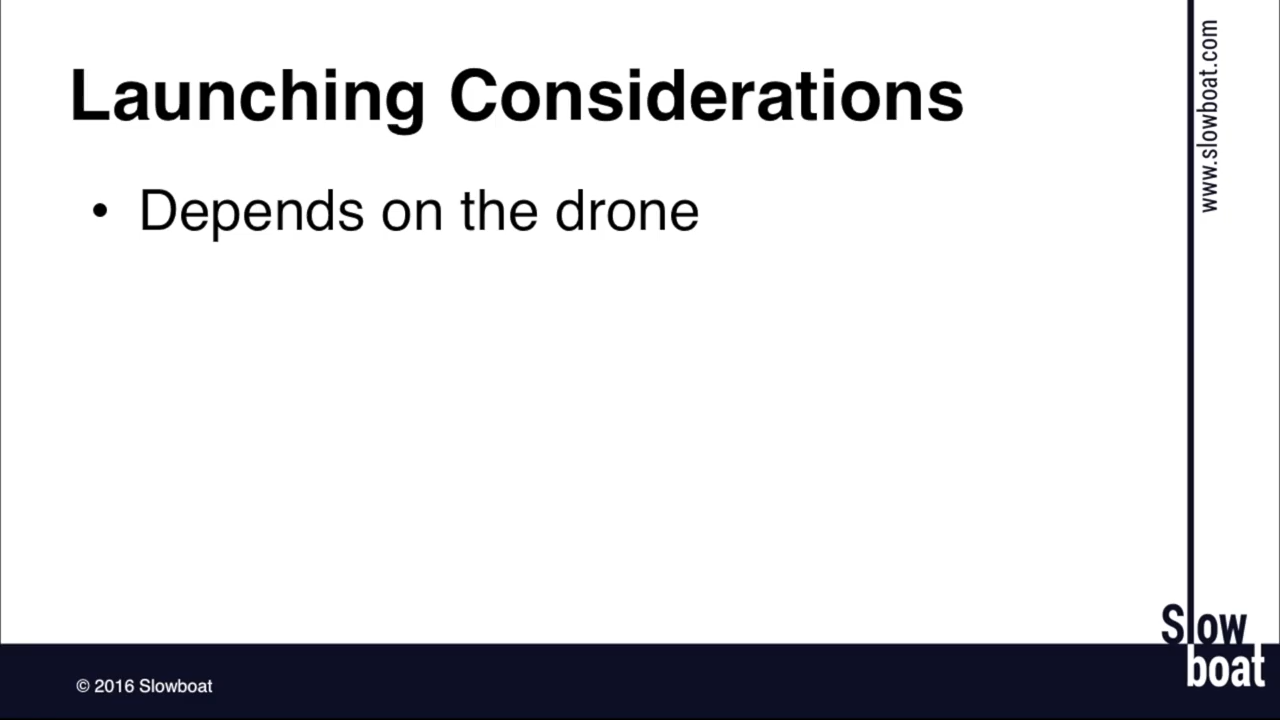 Launching Considerations
• Depends on the drone
www.slowboat.com
Slow
boat
© 2016 Slowboat